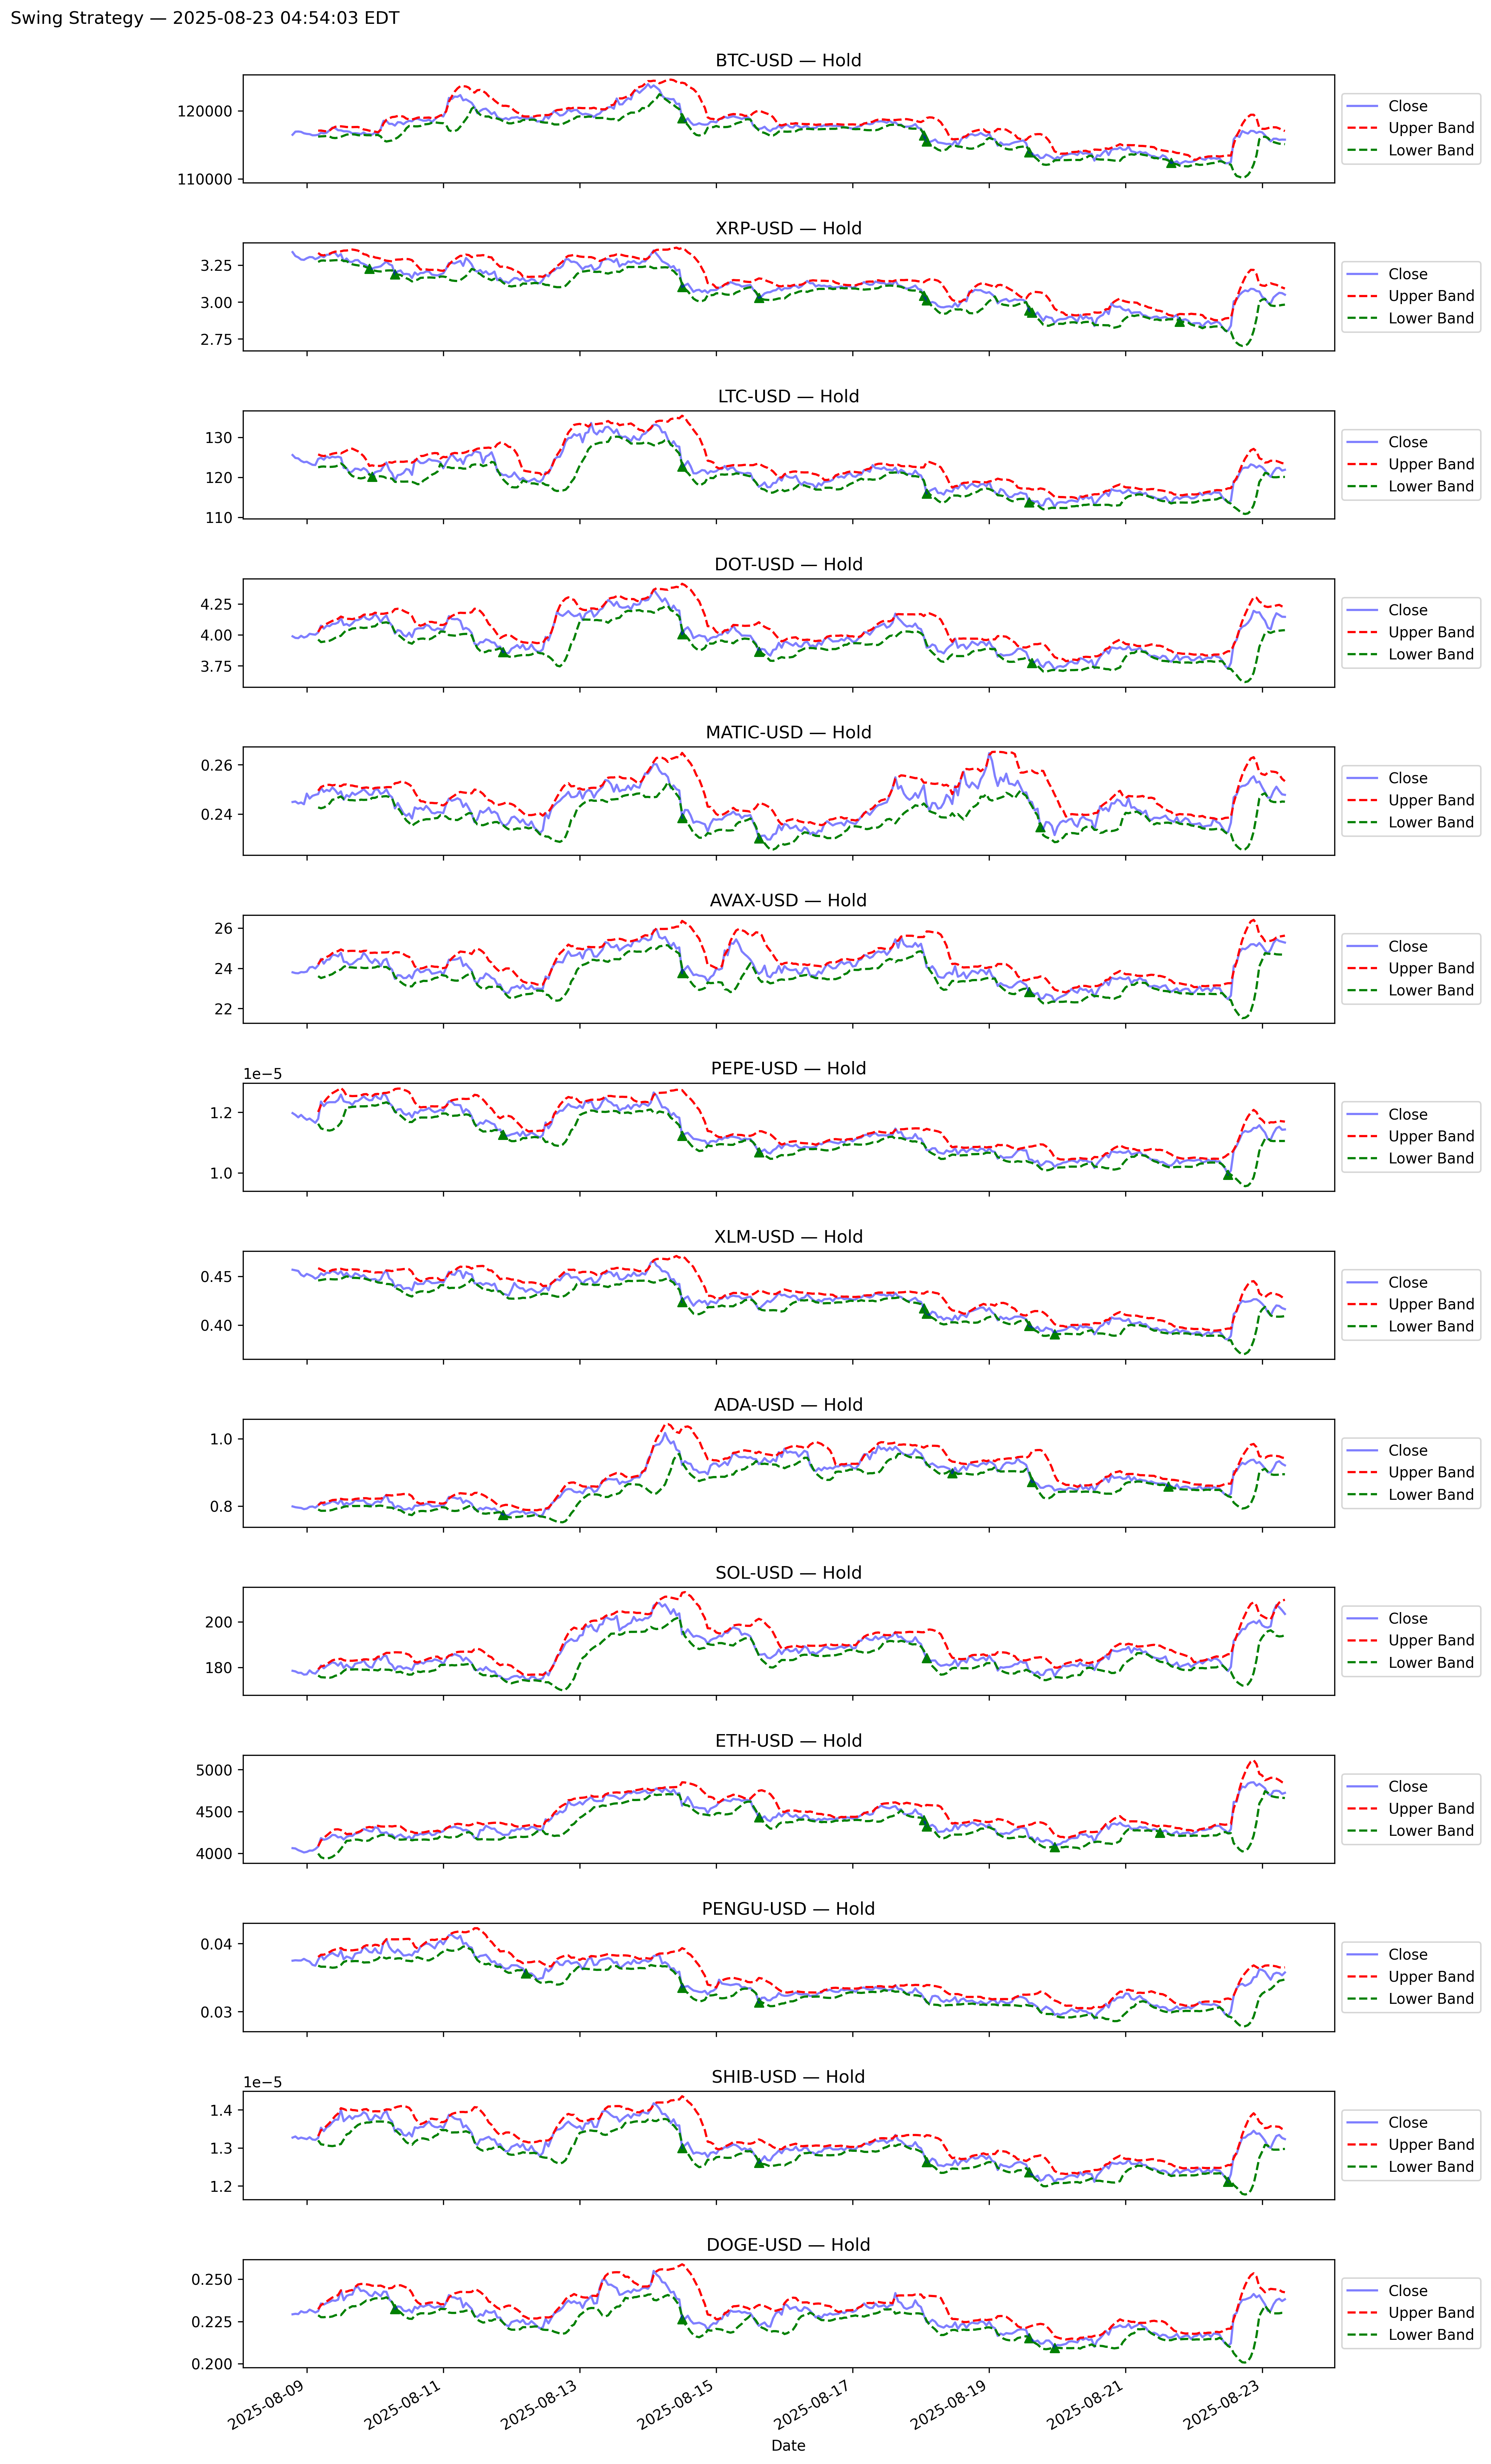 Swing Strategy — 2025-08-23 04:54:03 EDT
BTC-USD — Hold
120000
110000
Close
Upper Band
Lower Band
XRP-USD — Hold
3.25
3.00
2.75
Close
Upper Band
Lower Band
LTC-USD — Hold
130
120
110
Close
Upper Band
Lower Band
DOT-USD — Hold
4.25
4.00
3.75
Close
Upper Band
Lower Band
MATIC-USD — Hold
0.26
0.24
Close
Upper Band
Lower Band
AVAX-USD — Hold
26
24
22
Close
Upper Band
Lower Band
PEPE-USD — Hold
1e−5
1.2
1.0
Close
Upper Band
Lower Band
XLM-USD — Hold
0.45
0.40
Close
Upper Band
Lower Band
ADA-USD — Hold
1.0
0.8
Close
Upper Band
Lower Band
SOL-USD — Hold
200
180
Close
Upper Band
Lower Band
ETH-USD — Hold
5000
4500
4000
Close
Upper Band
Lower Band
PENGU-USD — Hold
0.04
0.03
Close
Upper Band
Lower Band
SHIB-USD — Hold
1e−5
1.4
1.3
1.2
Close
Upper Band
Lower Band
DOGE-USD — Hold
0.250
0.225
0.200
Close
Upper Band
Lower Band
2025-08-09
2025-08-11
2025-08-13
2025-08-15
2025-08-17
2025-08-19
2025-08-21
2025-08-23
Date